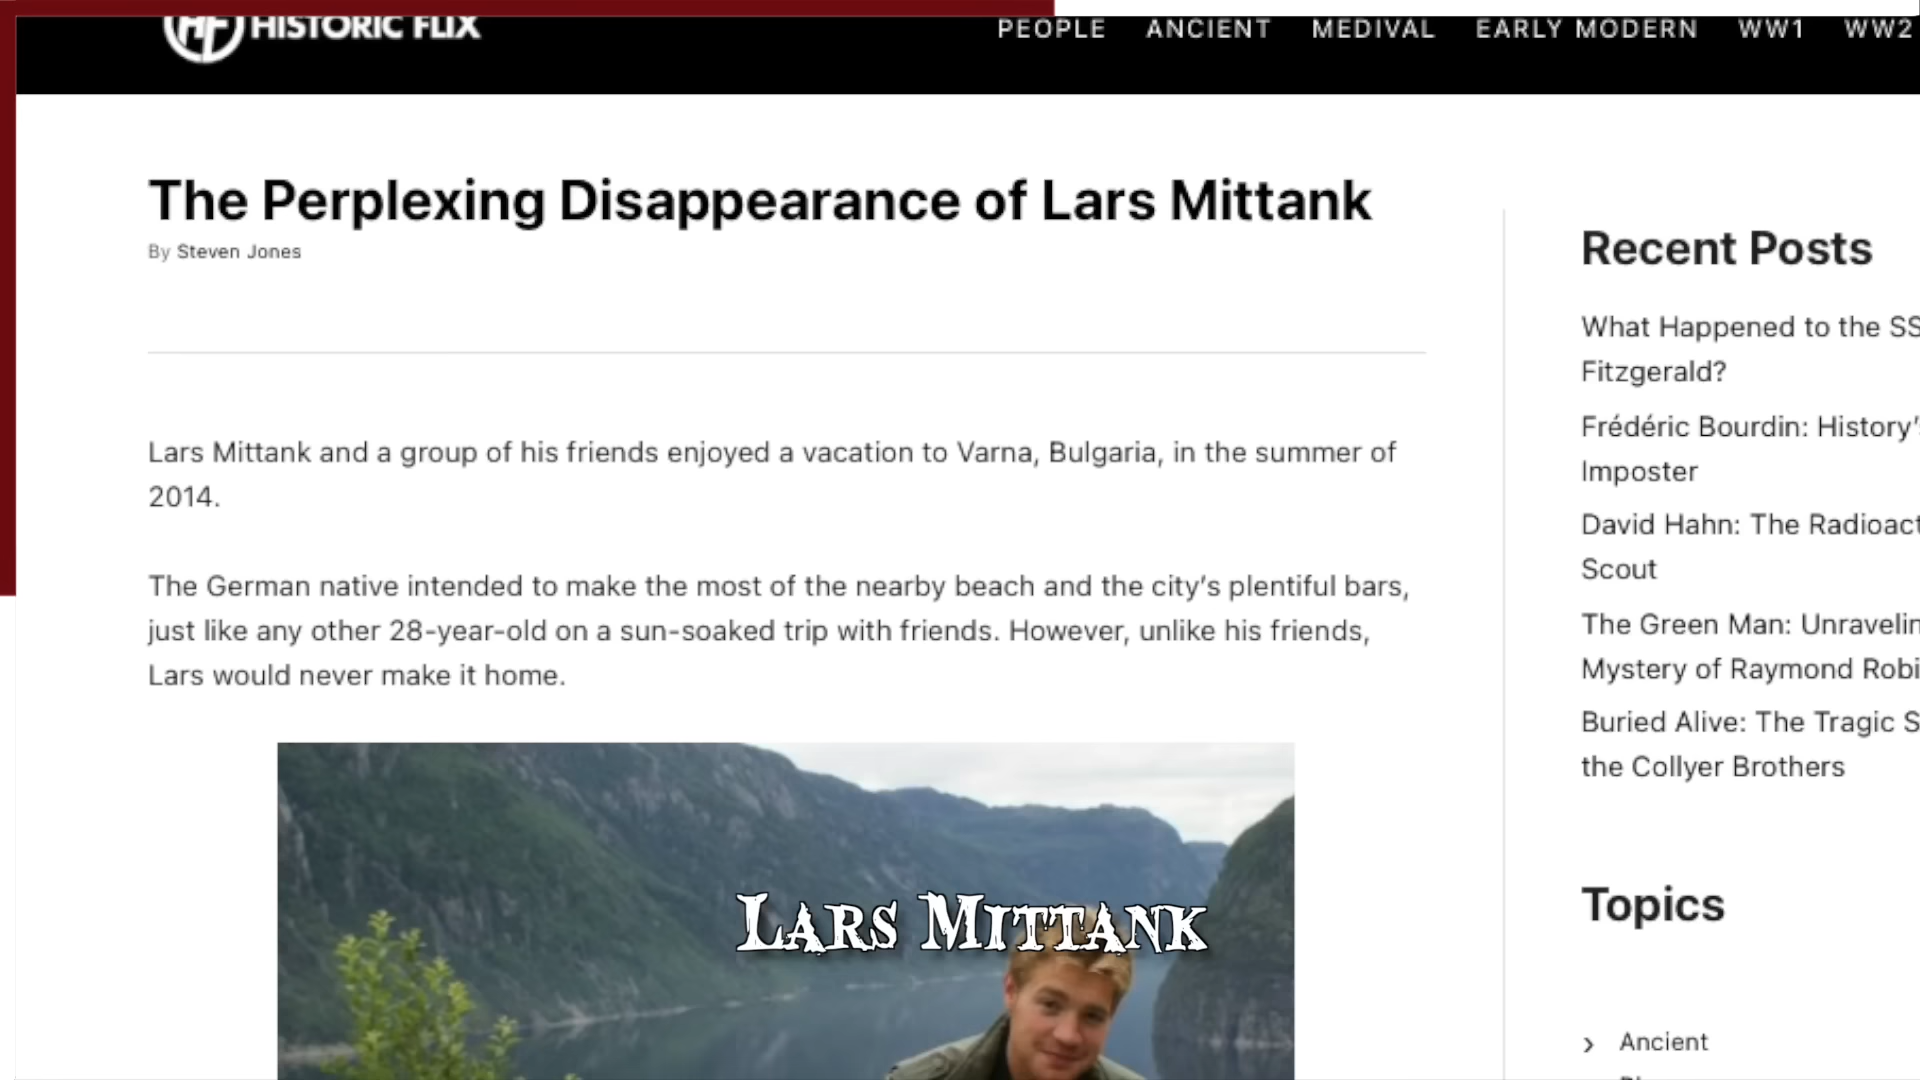 HISTORIC FLIX
PEOPLE ANCIENT MEDIVAL EARLY MODERN WW1 WW2
The Perplexing Disappearance of Lars Mittank
By Steven Jones
Lars Mittank and a group of his friends enjoyed a vacation to Varna, Bulgaria, in the summer of
2014.
The German native intended to make the most of the nearby beach and the city’s plentiful bars,
just like any other 28-year-old on a sun-soaked trip with friends. However, unlike his friends,
Lars would never make it home.
LARS MITTANK
Recent Posts
What Happened to the SS
Fitzgerald?
Frédéric Bourdin: History’s
Imposter
David Hahn: The
Scout
The Green Man:
Mystery of Raymond
Buried Alive: The Tragic
the Collyer Brothers
Topics
Ancient